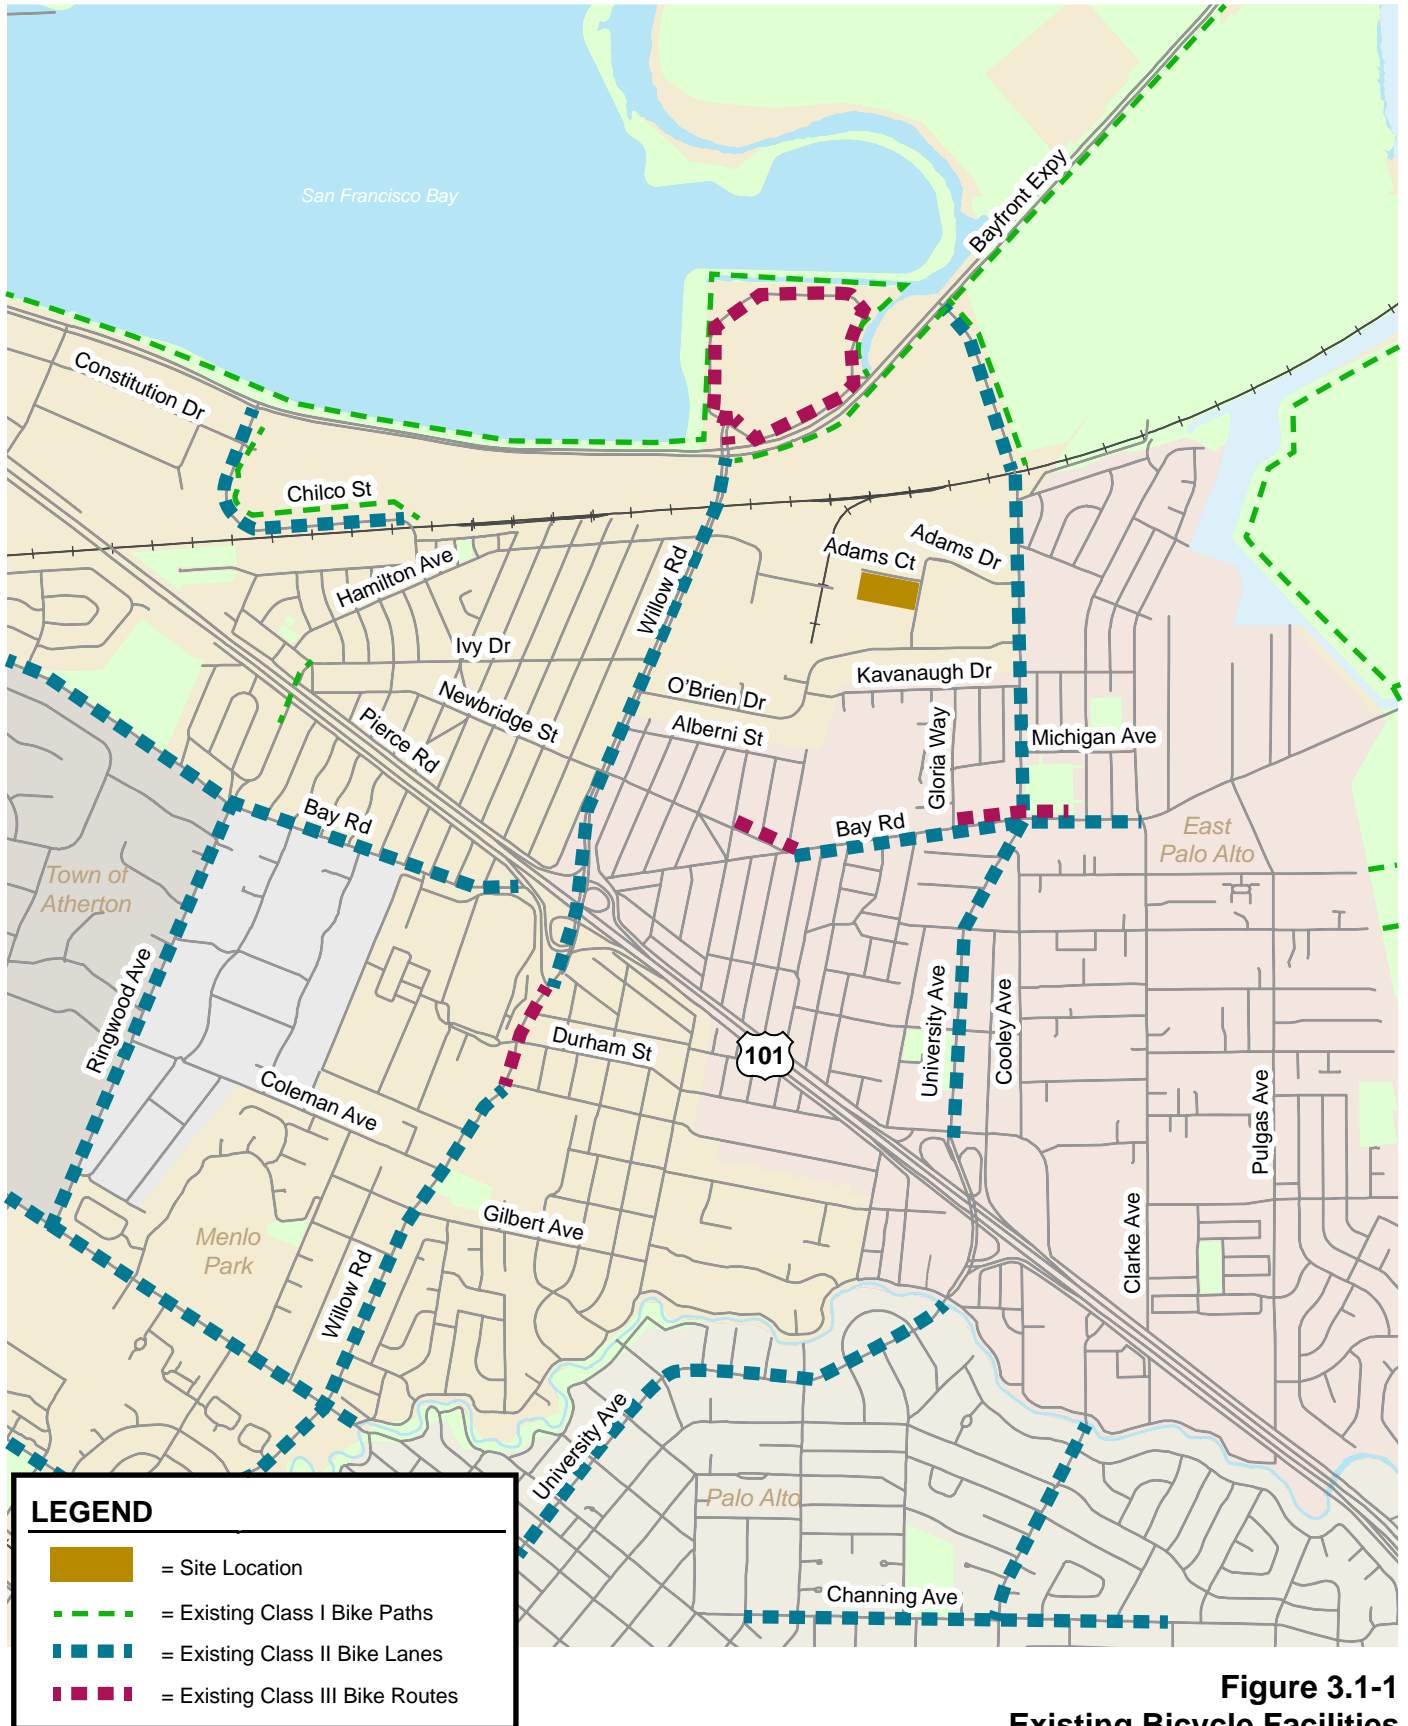 San Francisco Bay
Bayfront Expy
Constitution Dr
Chilco St
Hamilton Ave
Willow Rd
Adams Ct
Adams Dr
Ivy Dr
Newbridge St
O'Brien Dr
Kavanaugh Dr
Alberni St
Pierce Rd
Gloria Way
Michigan Ave
Bay Rd
Bay Rd
East
Palo Alto
Town of
Atherton
Ringwood Ave
Durham St
101
University Ave
Cooley Ave
Coleman Ave
Pulgas Ave
Clarke Ave
Gilbert Ave
Menlo
Park
Willow Rd
University Ave
Palo Alto
Channing Ave
LEGEND
= Site Location
= Existing Class I Bike Paths
= Existing Class II Bike Lanes
= Existing Class III Bike Routes
Figure 3.1-1
Existing Bicycle Facilities